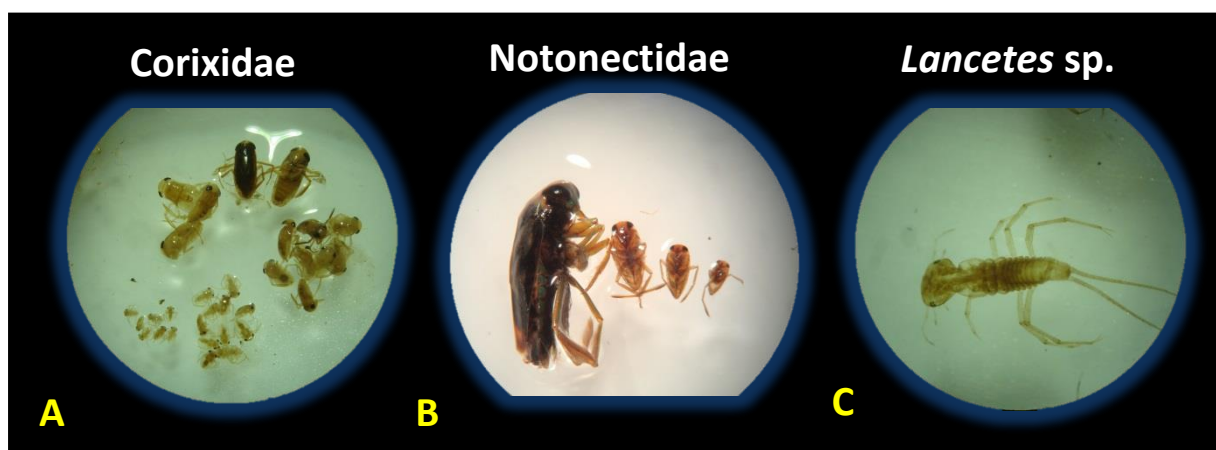 Corixidae
Notonectidae
Lancetes sp.
A
B
C